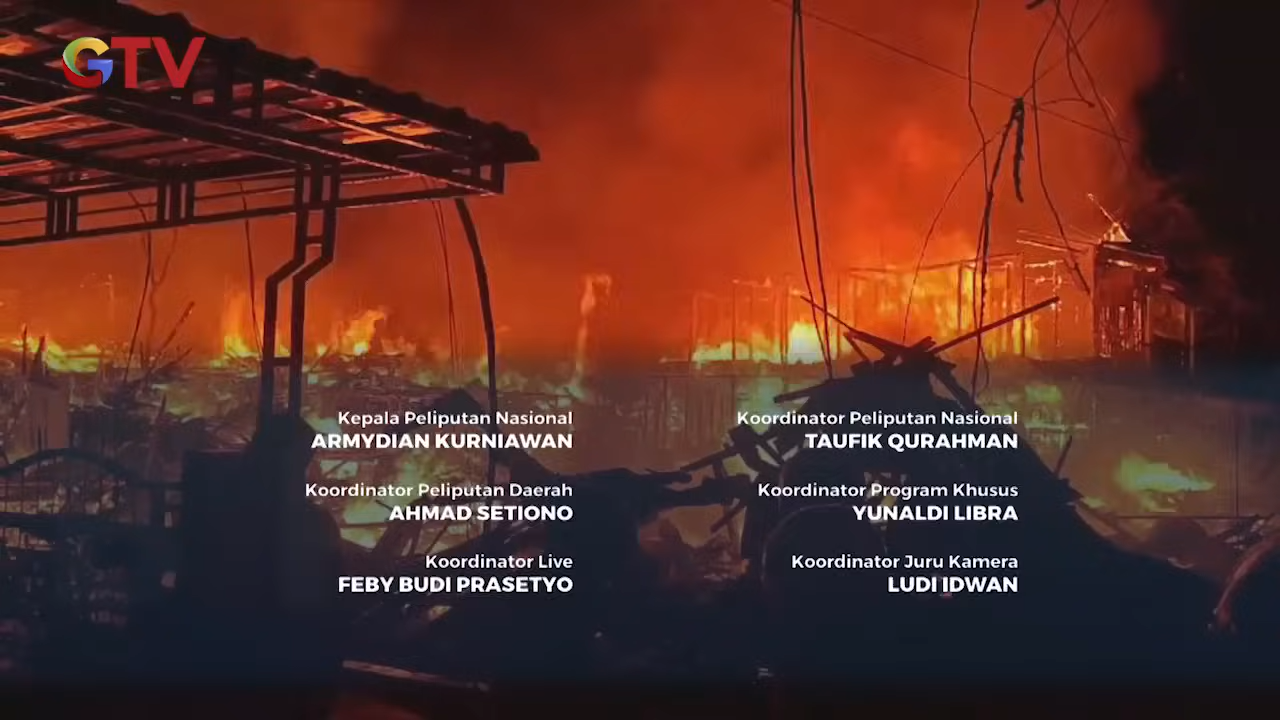 GTV
Kepala Peliputan Nasional
ARMYDIAN KURNIAWAN
Koordinator Peliputan Daerah
AHMAD SETIONO
Koordinator Live
FEBY BUDI PRASETYO
Koordinator Peliputan Nasional
TAUFIK QURAHMAN
Koordinator Program Khusus
YUNALDI LIBRA
Koordinator Juru Kamera
LUDI IDWAN